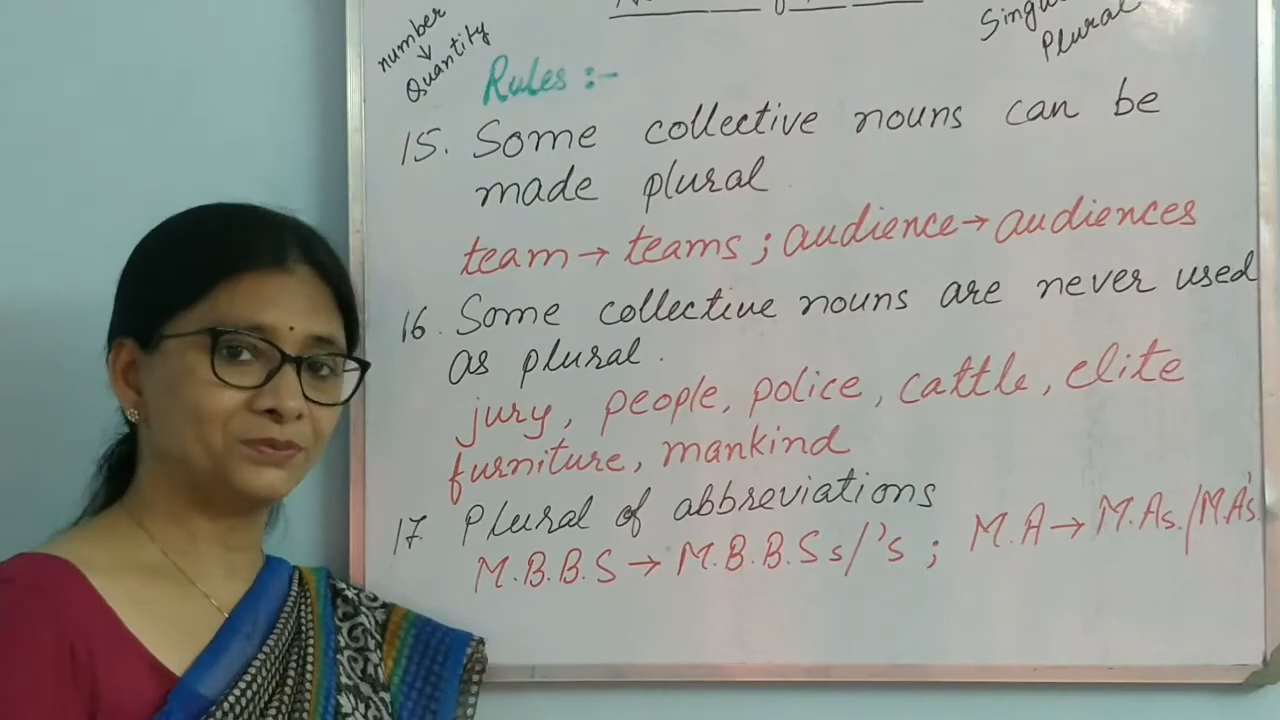 number
↓
Quantity
Plural
Rules :-
15. Some collective nouns can be
made plural
team → teams ; audience → audiences
16. Some collective nouns are never used
as plural.
jury, people, police, cattle, elite
furniture, mankind
17. Plural of abbreviations
M.B.B.S → M.B.B.Ss/'s ; M.A → M.As./M.A's.